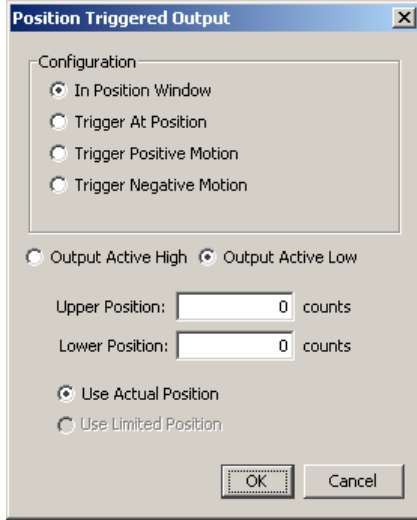 Position Triggered Output
Configuration
In Position Window
Trigger At Position
Trigger Positive Motion
Trigger Negative Motion
Output Active High Output Active Low
Upper Position: 0 counts
Lower Position: 0 counts
Use Actual Position
Use Limited Position
OK Cancel